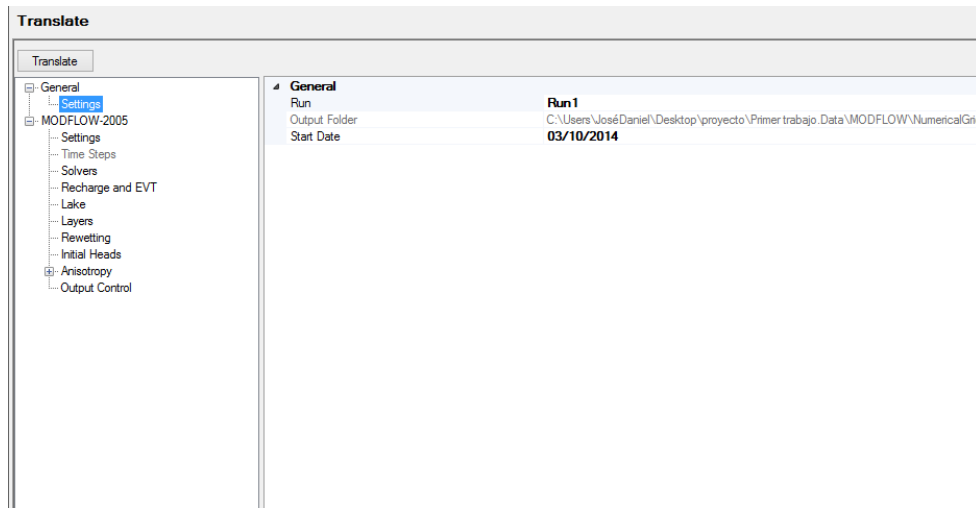 Translate
Translate
General
Settings
MODFLOW-2005
Settings
Time Steps
Solvers
Recharge and EVT
Lake
Layers
Rewetting
Initial Heads
Anisotropy
Output Control
General
Run Run1
Output Folder C:\Users\JoséDaniel\Desktop\proyecto\Primer trabajo.Data\MODFLOW\NumericalGri
Start Date 03/10/2014